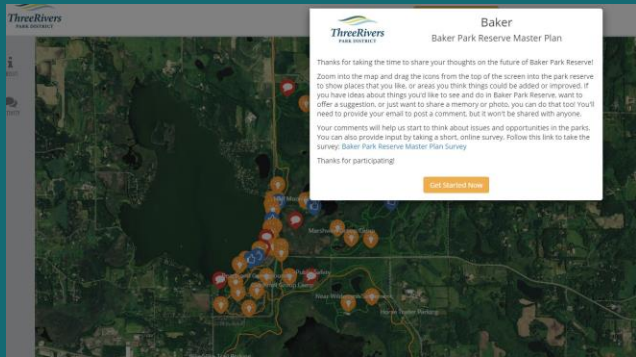 ThreeRivers
PARK DISTRICT
ThreeRivers
PARK DISTRICT
Baker
Baker Park Reserve Master Plan
Thanks for taking the time to share your thoughts on the future of Baker Park Reserve!
Zoom into the map and drag the icons from the top of the screen into the park reserve
to show places that you like, or areas you think things could be added or improved. If
you have ideas about things you'd like to see and do in Baker Park Reserve, want to
offer a suggestion, or just want to share a memory or photo, you can do that too! You'll
need to provide your email to post a comment, but it won't be shared with anyone.
Your comments will help us start to think about issues and opportunities in the parks.
You can also provide input by taking a short, online survey. Follow this link to take the
survey: Baker Park Reserve Master Plan Survey
Thanks for participating!
Get Started Now
Public Safety
Group Camp
Horse Trailer Parking